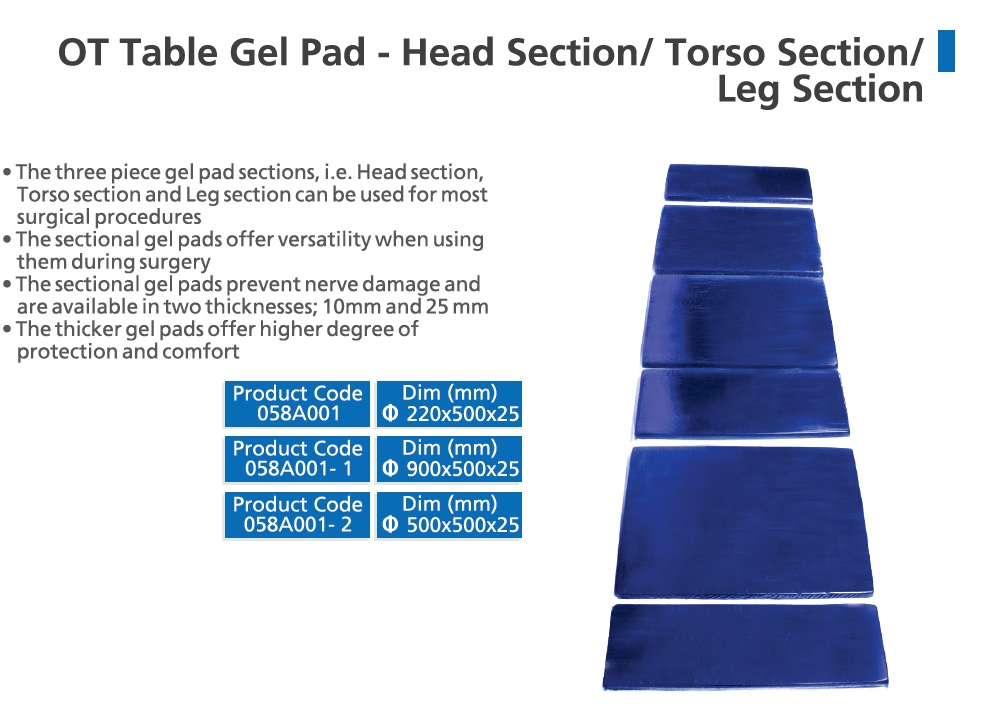 OT Table Gel Pad - Head Section/ Torso Section/
Leg Section
• The three piece gel pad sections, i.e. Head section,
Torso section and Leg section can be used for most
surgical procedures
• The sectional gel pads offer versatility when using
them during surgery
• The sectional gel pads prevent nerve damage and
are available in two thicknesses; 10mm and 25 mm
• The thicker gel pads offer higher degree of
protection and comfort
Product Code
058A001
Dim (mm)
Φ 220x500x25
Product Code
058A001- 1
Dim (mm)
Φ 900x500x25
Product Code
058A001- 2
Dim (mm)
Φ 500x500x25